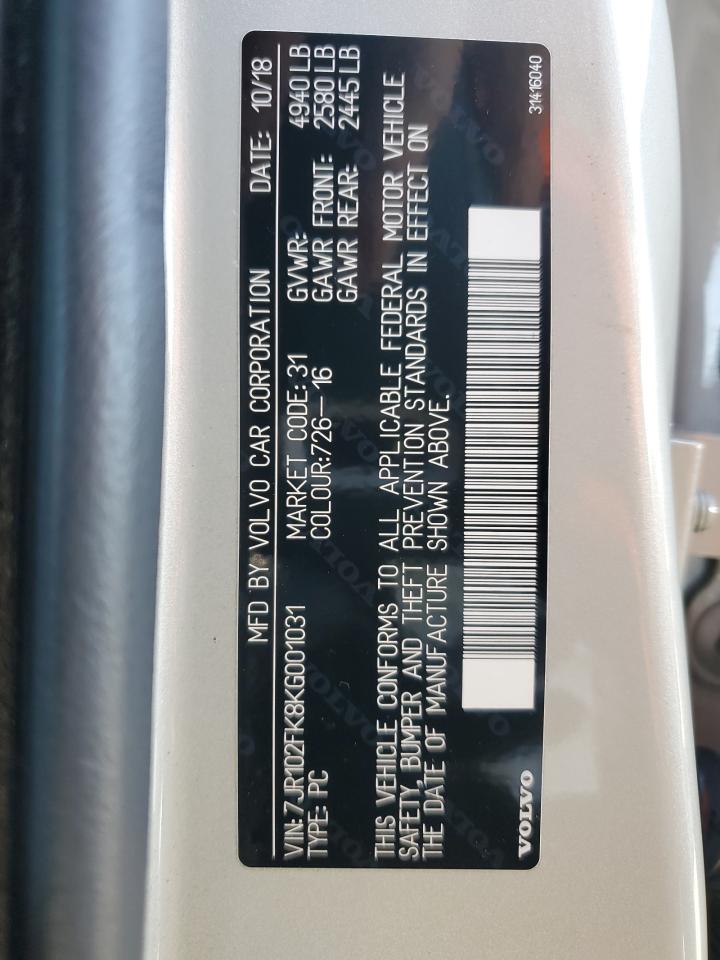 MFD BY VOLVO CAR CORPORATION DATE: 10/18
VIN: 7JR102FK8KG001031 MARKET CODE: 31 GVWR: 4940 LB
TYPE: PC COLOUR:726—16 GAWR FRONT: 2580 LB
GAWR REAR: 2445 LB
THIS VEHICLE CONFORMS TO ALL APPLICABLE FEDERAL MOTOR VEHICLE
SAFETY, BUMPER AND THEFT PREVENTION STANDARDS IN EFFECT ON
THE DATE OF MANUFACTURE SHOWN ABOVE.
VOLVO 31416040